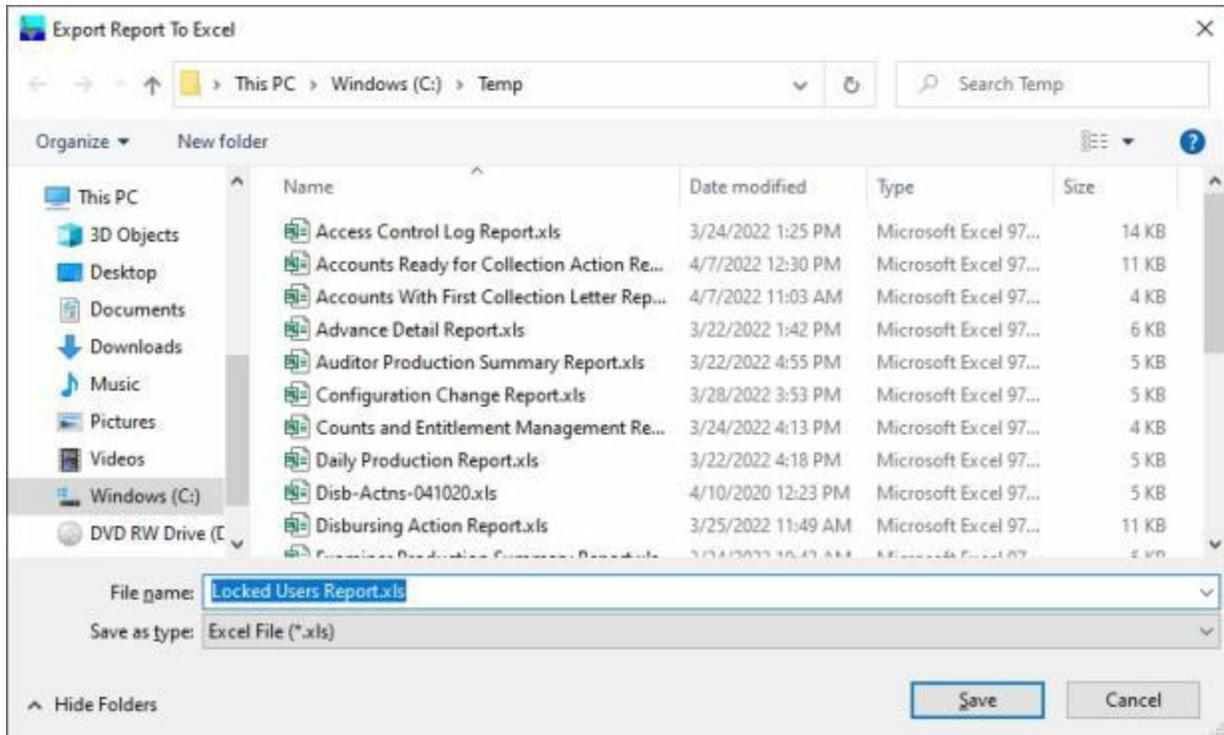 Export Report To Excel
This PC > Windows (C:) > Temp
Search Temp
Organize
New folder
Name Date modified Type Size
This PC
3D Objects
Desktop
Documents
Downloads
Music
Pictures
Videos
Windows (C:)
DVD RW Drive (D
Access Control Log Report.xls 3/24/2022 1:25 PM Microsoft Excel 97... 14 KB
Accounts Ready for Collection Action Re... 4/7/2022 12:30 PM Microsoft Excel 97... 11 KB
Accounts With First Collection Letter Rep... 4/7/2022 11:03 AM Microsoft Excel 97... 4 KB
Advance Detail Report.xls 3/22/2022 1:42 PM Microsoft Excel 97... 6 KB
Auditor Production Summary Report.xls 3/22/2022 4:55 PM Microsoft Excel 97... 5 KB
Configuration Change Report.xls 3/28/2022 3:53 PM Microsoft Excel 97... 5 KB
Counts and Entitlement Management Re... 3/24/2022 4:13 PM Microsoft Excel 97... 4 KB
Daily Production Report.xls 3/22/2022 4:18 PM Microsoft Excel 97... 5 KB
Disb-Actns-041020.xls 4/10/2020 12:23 PM Microsoft Excel 97... 5 KB
Disbursing Action Report.xls 3/25/2022 11:49 AM Microsoft Excel 97... 11 KB
File name: Locked Users Report.xls
Save as type: Excel File (*.xls)
Hide Folders
Save
Cancel